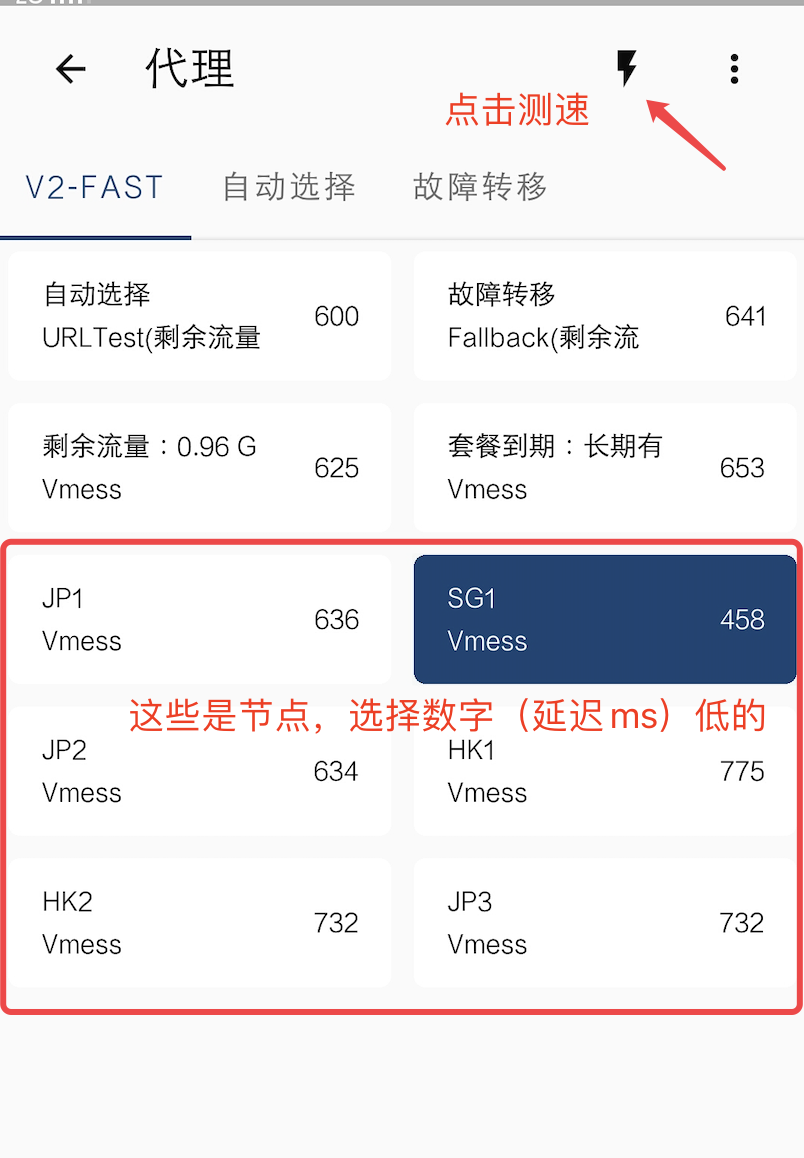 代理
点击测速
V2-FAST 自动选择 故障转移
自动选择
URLTest(剩余流量
600
故障转移
Fallback(剩余流
641
剩余流量：0.96 G
Vmess
625
套餐到期：长期有
Vmess
653
JP1
Vmess
636
SG1
Vmess
458
这些是节点，选择数字（延迟ms）低的
JP2
Vmess
634
HK1
Vmess
775
HK2
Vmess
732
JP3
Vmess
732